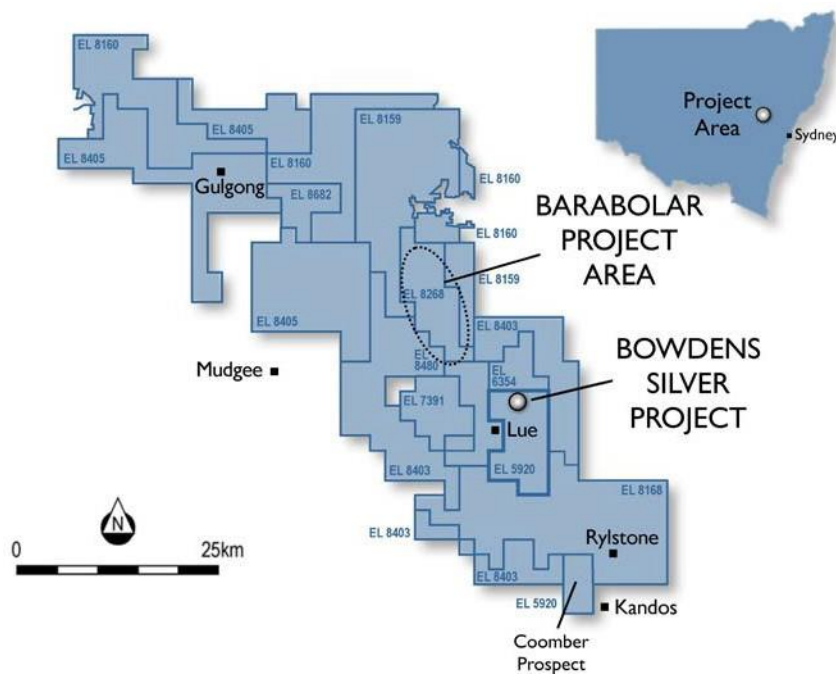 EL 8160
EL 8405
EL 8159
EL 8405
EL 8160
Gulgong
EL 8682
EL 8160
EL 8160
BARABOLAR
PROJECT
AREA
EL 8159
EL 8268
EL 8405
EL 8403
EL
8480
Mudgee
EL
6354
BOWDENS
SILVER
PROJECT
EL 7391
Lue
EL 8403
EL 5920
EL 8168
EL 8403
Rylstone
EL 8403
EL 5920
Kandos
Coomber
Prospect
N
0
25km
Project
Area
Sydney